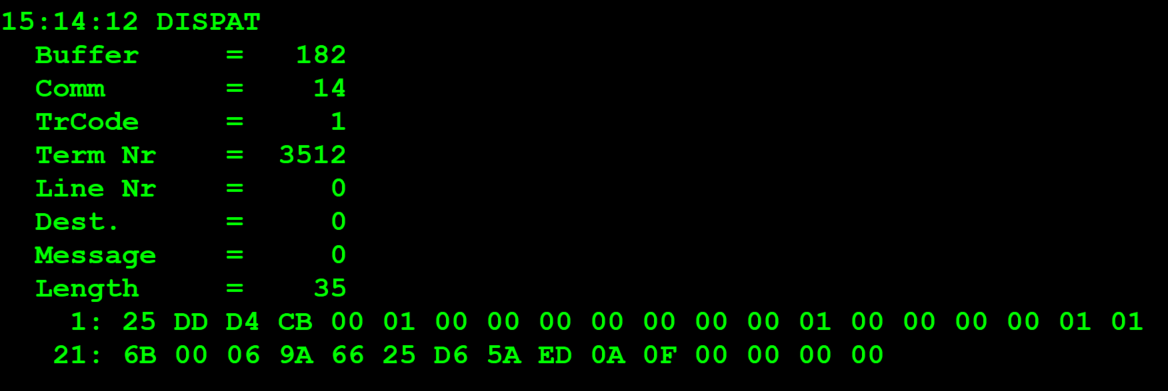 15:14:12 DISPAT
Buffer = 182
Comm = 14
TrCode = 1
Term Nr = 3512
Line Nr = 0
Dest. = 0
Message = 0
Length = 35
1: 25 DD D4 CB 00 01 00 00 00 00 00 00 00 01 00 00 00 00 01 01
21: 6B 00 06 9A 66 25 D6 5A ED 0A 0F 00 00 00 00